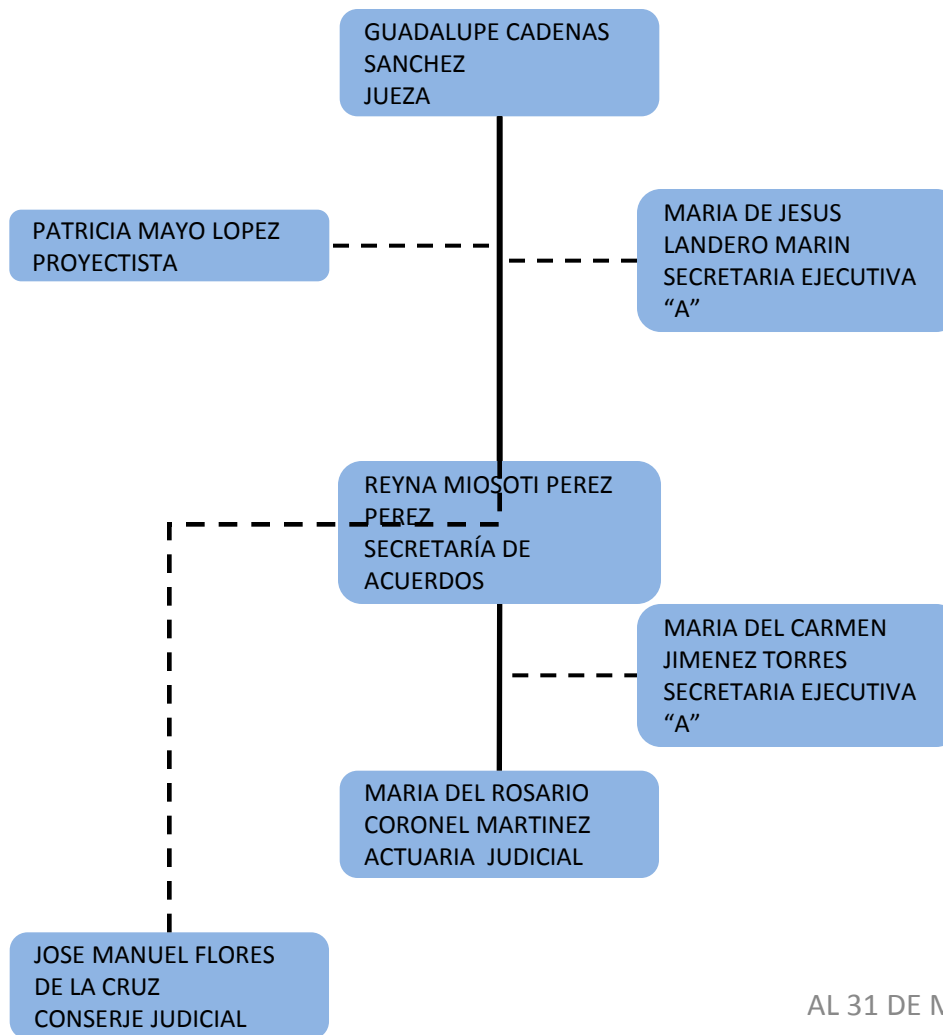 GUADALUPE CADENAS
SANCHEZ
JUEZA
PATRICIA MAYO LOPEZ
PROYECTISTA
MARIA DE JESUS
LANDERO MARIN
SECRETARIA EJECUTIVA
“A”
REYNA MIOSOTI PEREZ
PEREZ
SECRETARÍA DE
ACUERDOS
MARIA DEL CARMEN
JIMENEZ TORRES
SECRETARIA EJECUTIVA
“A”
MARIA DEL ROSARIO
CORONEL MARTINEZ
ACTUARIA JUDICIAL
JOSE MANUEL FLORES
DE LA CRUZ
CONSERJE JUDICIAL
AL 31 DE